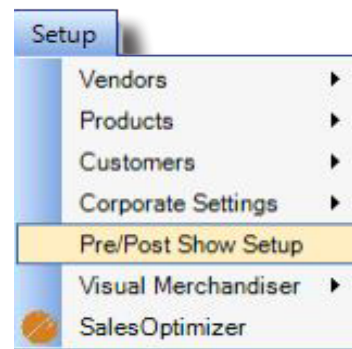 Setup
Vendors
Products
Customers
Corporate Settings
Pre/Post Show Setup
Visual Merchandiser
SalesOptimizer